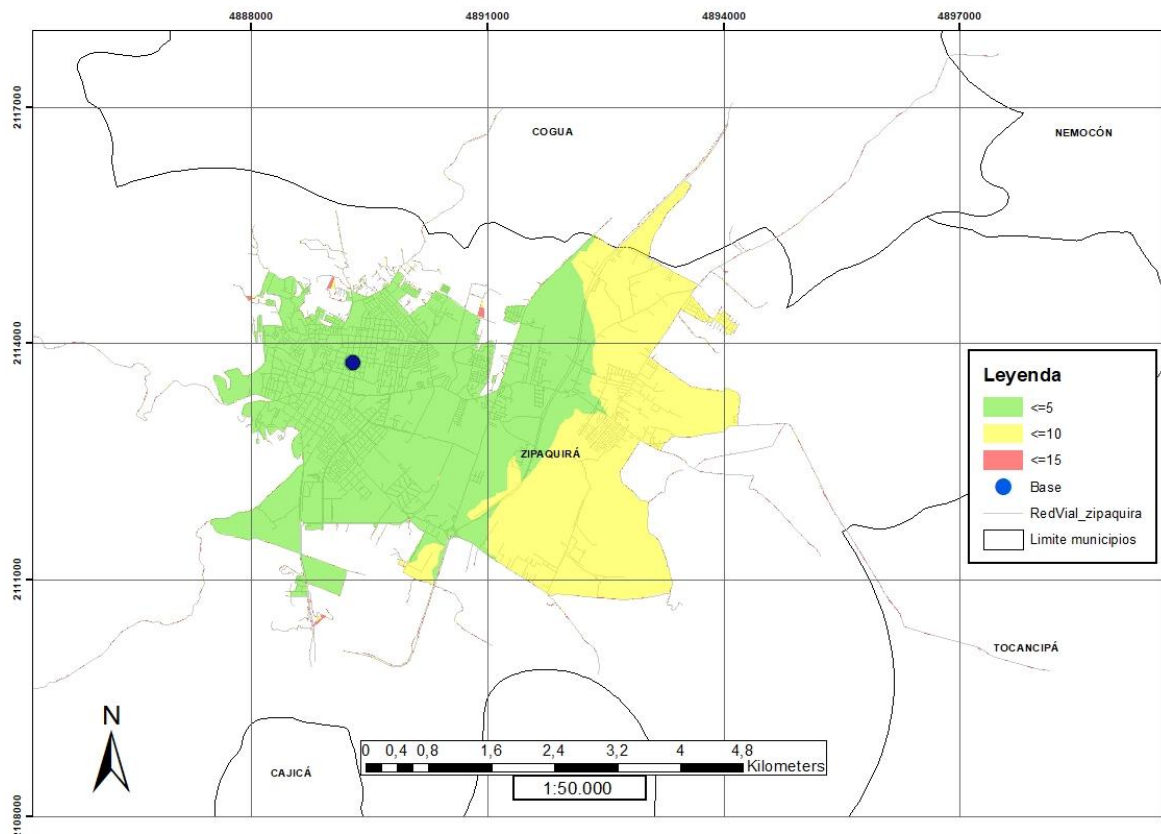 4888000 4891000 4894000 4897000
2117000
2114000
2111000
2108000
COGUA
NEMOCÓN
ZIPAQUIRÁ
TOCANCIPÁ
CAJICÁ
Leyenda
<=5
<=10
<=15
Base
RedVial_zipaquira
Limite municipios
N
0 0,4 0,8 1,6 2,4 3,2 4 4,8
Kilometers
1:50.000